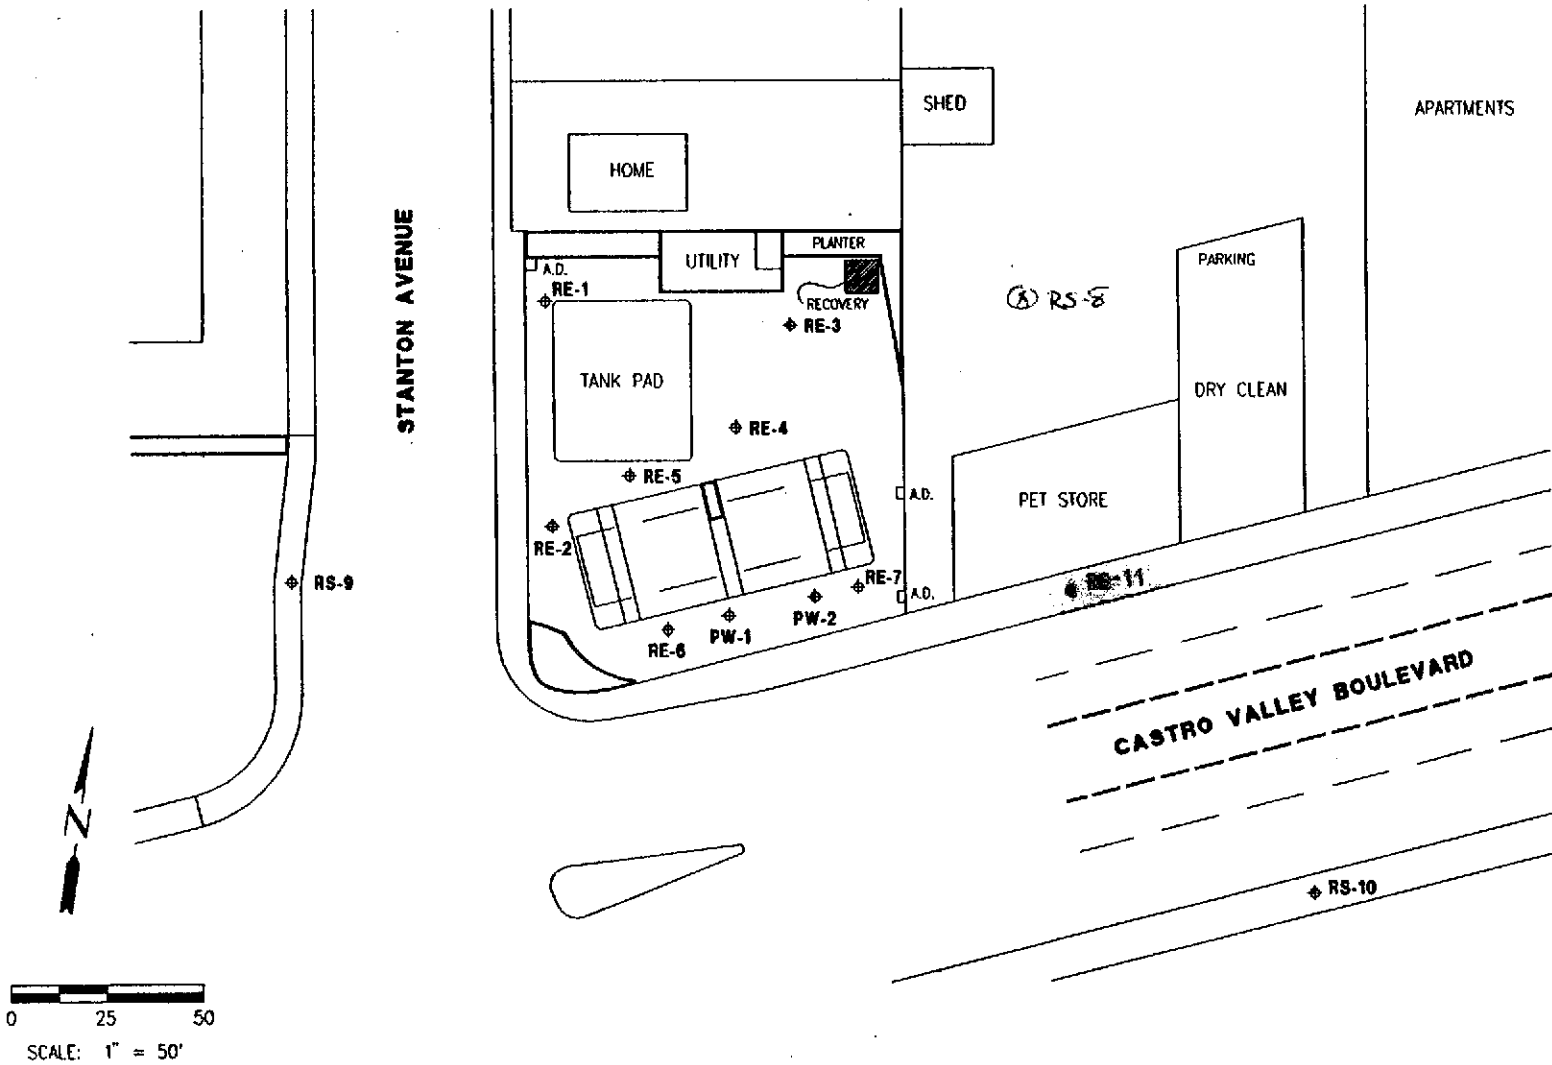 SHED
APARTMENTS
HOME
STANTON AVENUE
PLANTER
UTILITY
PARKING
A.D.
RE-1
RECOVERY
RS-8
RE-3
TANK PAD
DRY CLEAN
RE-4
RE-5
A.D.
PET STORE
RE-2
RS-9
RE-7
A.D.
PW-2
PW-1
RE-6
CASTRO VALLEY BOULEVARD
N
RS-10
0 25 50
SCALE: 1" = 50'